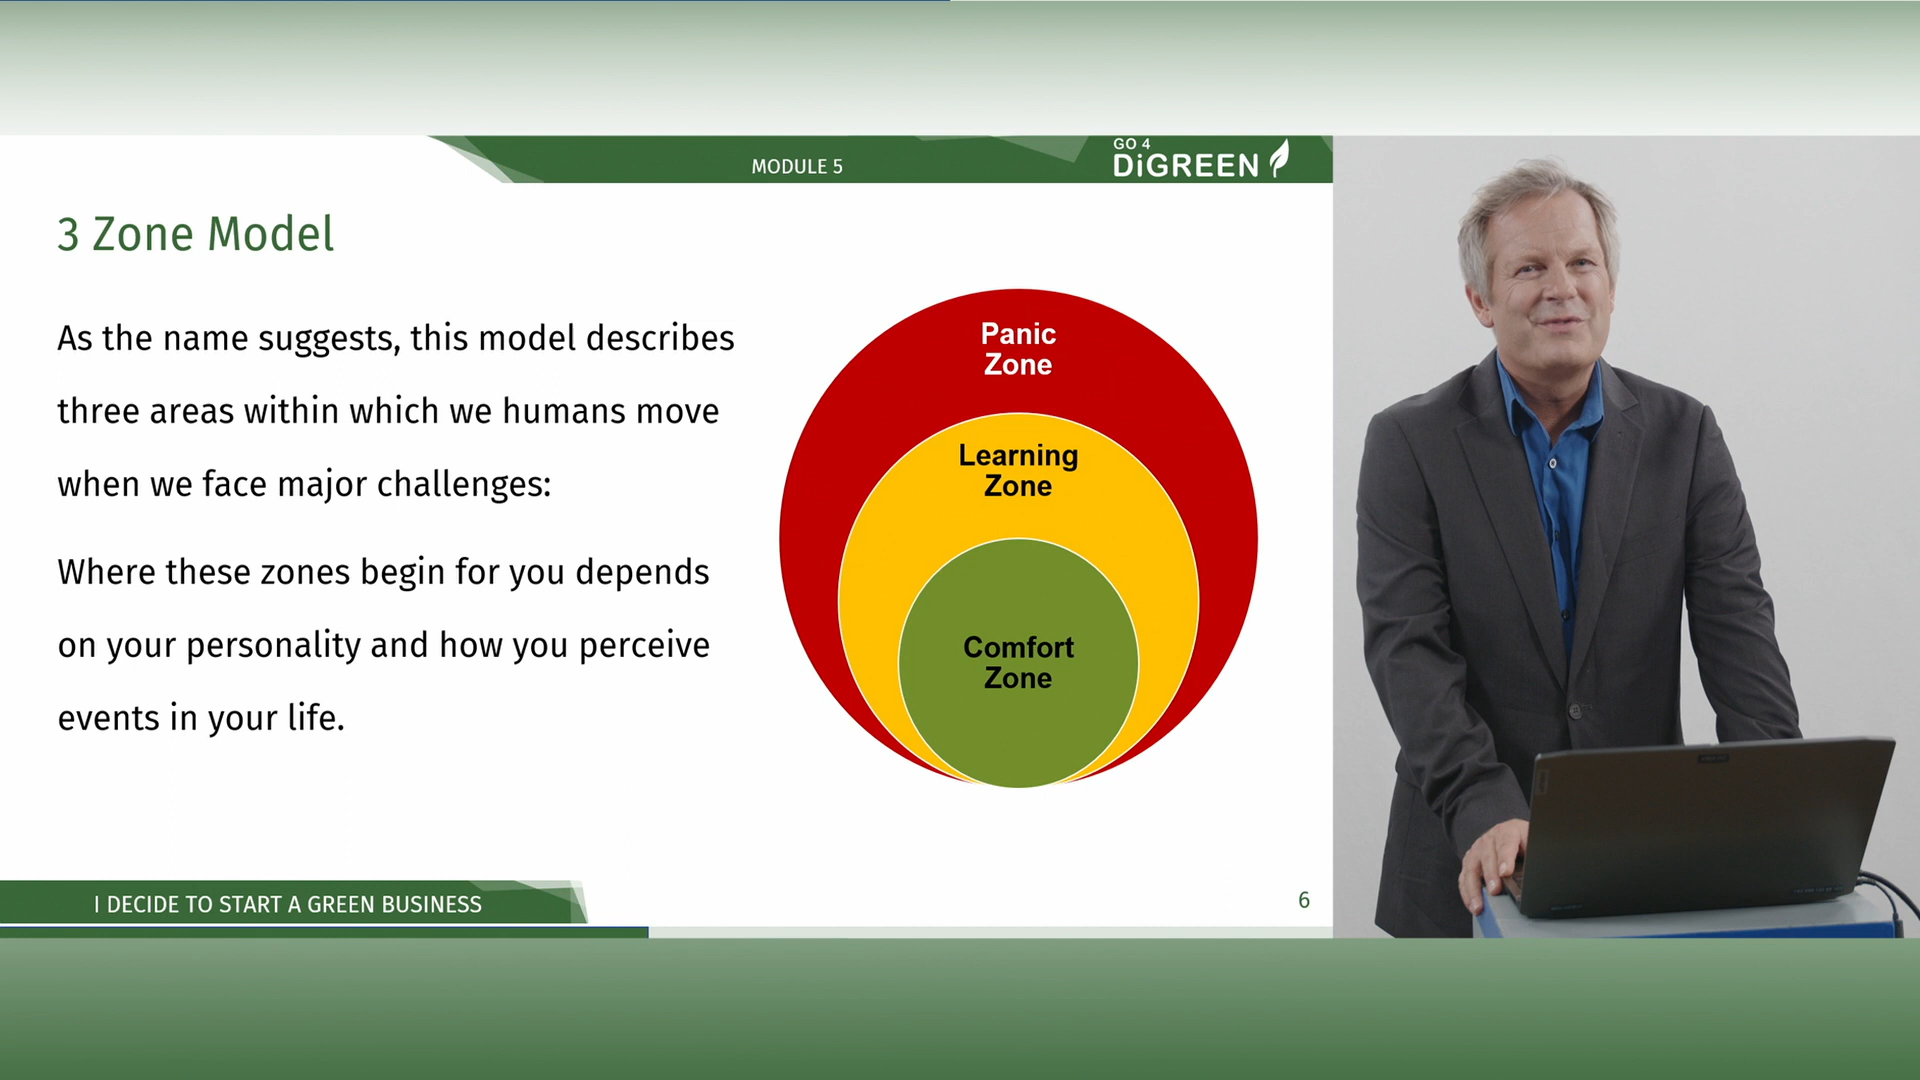 MODULE 5
GO 4
DiGREEN
3 Zone Model
As the name suggests, this model describes
three areas within which we humans move
when we face major challenges:
Where these zones begin for you depends
on your personality and how you perceive
events in your life.
Panic
Zone
Learning
Zone
Comfort
Zone
I DECIDE TO START A GREEN BUSINESS
6